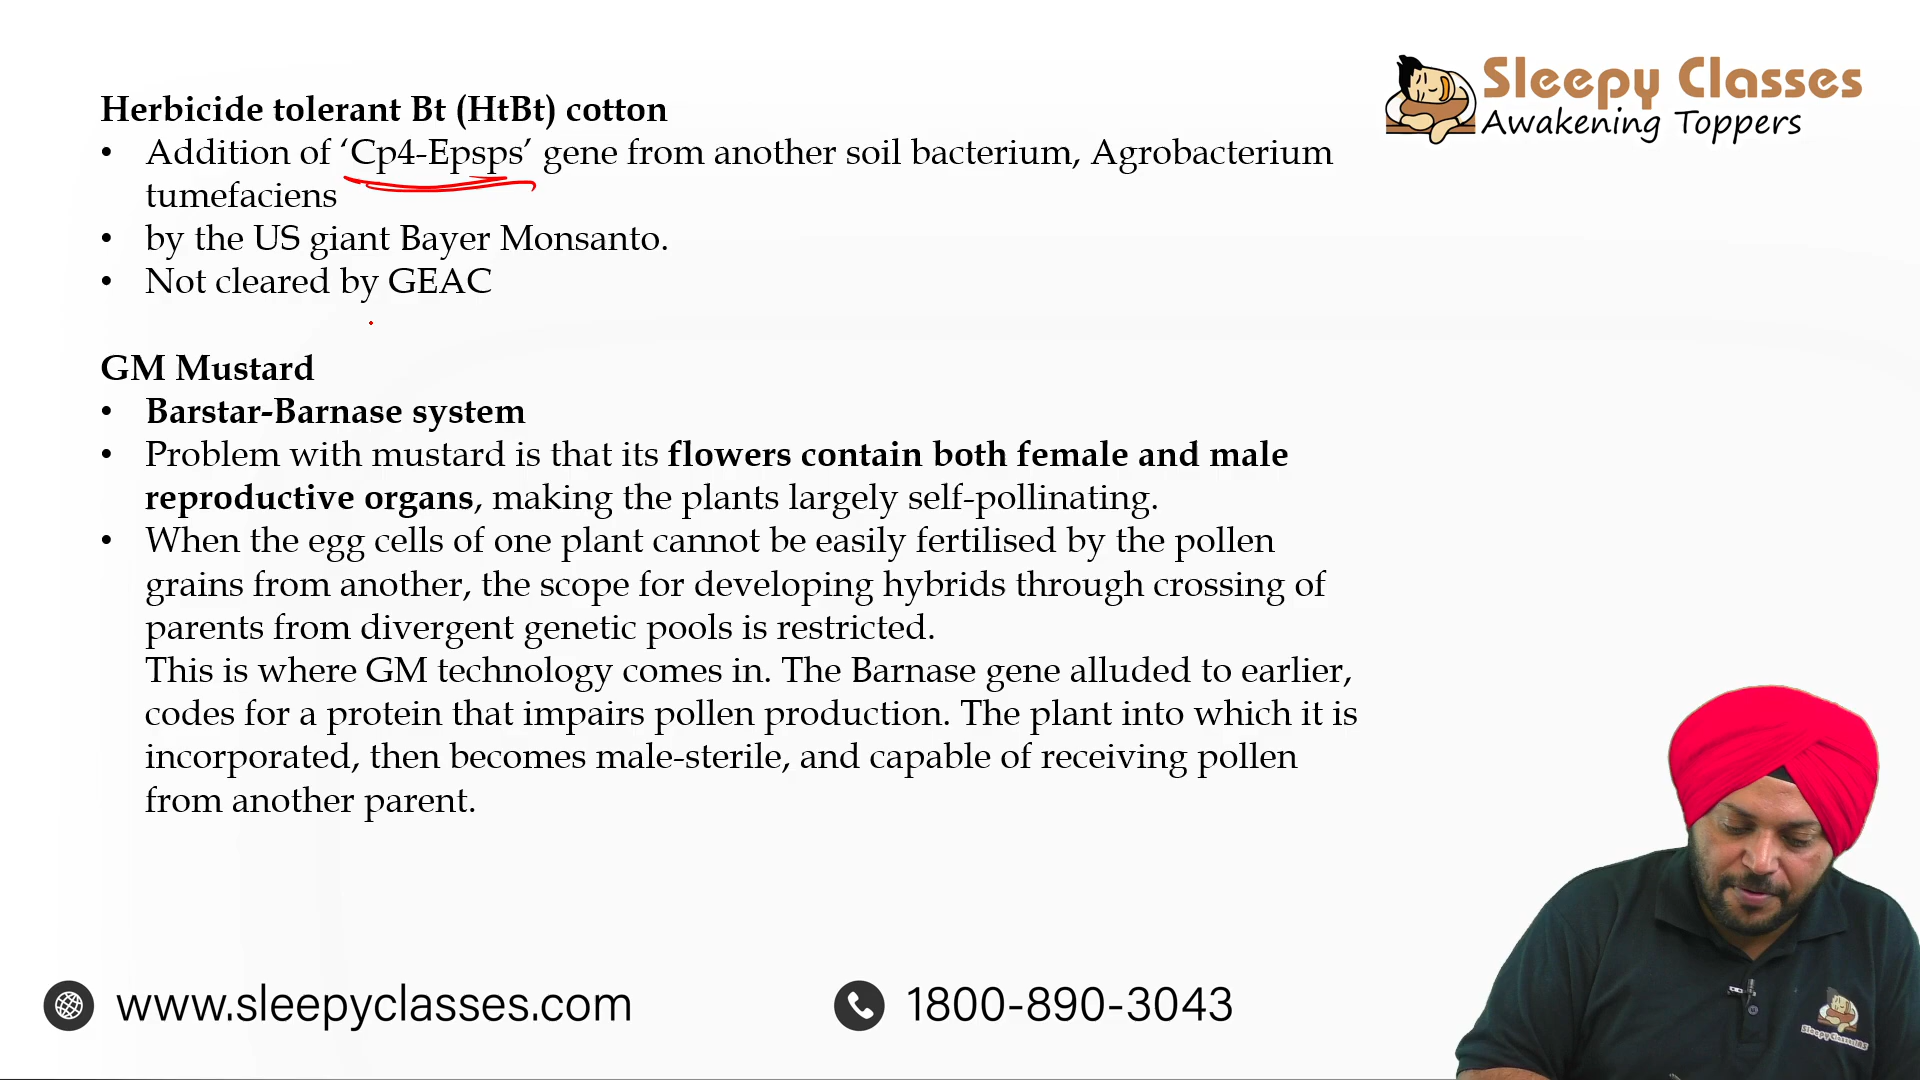 Sleepy Classes
Awakening Toppers
Herbicide tolerant Bt (HtBt) cotton
• Addition of ‘Cp4-Epsps’ gene from another soil bacterium, Agrobacterium
tumefaciens
• by the US giant Bayer Monsanto.
• Not cleared by GEAC
GM Mustard
• Barstar-Barnase system
• Problem with mustard is that its flowers contain both female and male
reproductive organs, making the plants largely self-pollinating.
• When the egg cells of one plant cannot be easily fertilised by the pollen
grains from another, the scope for developing hybrids through crossing of
parents from divergent genetic pools is restricted.
This is where GM technology comes in. The Barnase gene alluded to earlier,
codes for a protein that impairs pollen production. The plant into which it is
incorporated, then becomes male-sterile, and capable of receiving pollen
from another parent.
www.sleepyclasses.com
1800-890-3043